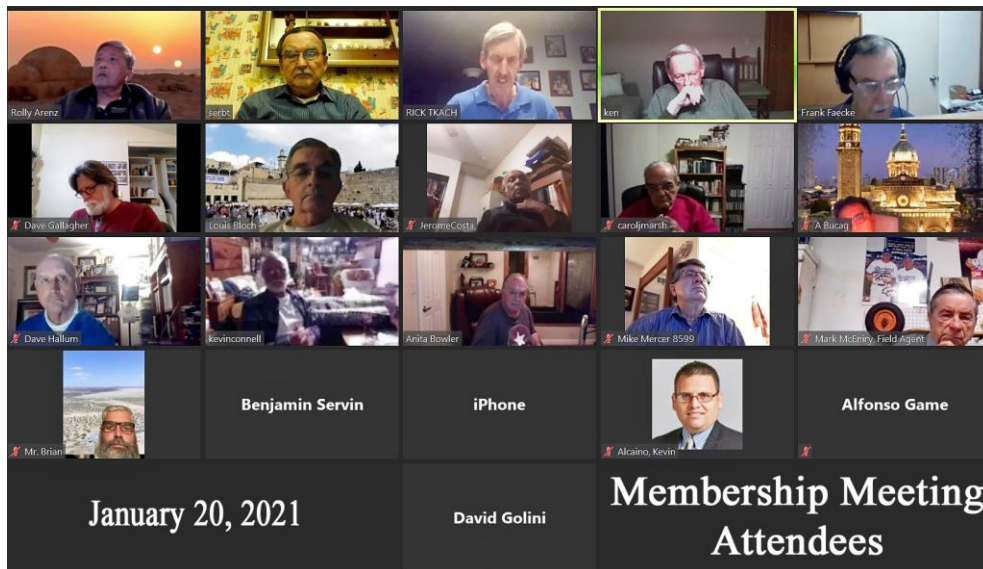 Rolly Arenz
serbt
RICK TKACH
ken
Frank Faecke
Dave Gallagher
Louis Bloch
JeromeCosta
caroljmarsh
A Bucag
Dave Hallum
kevinconnell
Anita Bowler
Mike Mercer 8599
Mark McEniry, Field Agent
Mr. Brian
Benjamin Servin
iPhone
Alcaino, Kevin
Alfonso Game
January 20, 2021
David Golini
Membership Meeting
Attendees